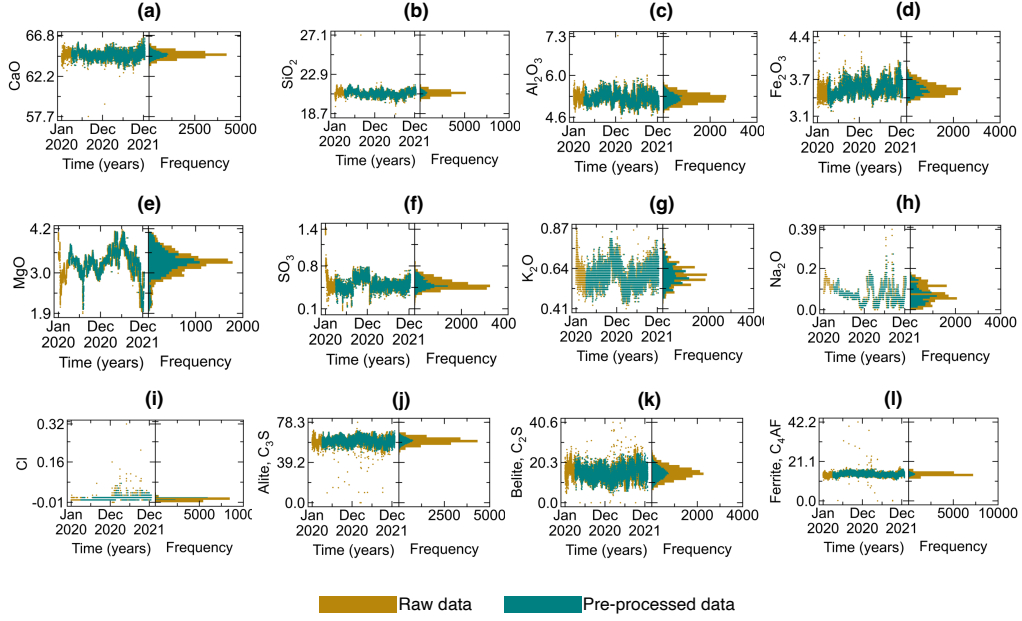 (a)
66.8
62.2
57.7
CaO
Jan Dec Dec 2500 5000
2020 2020 2021
Time (years) Frequency
(b)
27.1
22.9
18.7
SiO2
Jan Dec Dec 5000 1000
2020 2020 2021
Time (years) Frequency
(c)
7.3
6.0
4.6
Al2O3
Jan Dec Dec 2000 4000
2020 2020 2021
Time (years) Frequency
(d)
4.4
3.7
3.1
Fe2O3
Jan Dec Dec 2000 4000
2020 2020 2021
Time (years) Frequency
(e)
4.2
3.0
1.9
MgO
Jan Dec Dec 1000 2000
2020 2020 2021
Time (years) Frequency
(f)
1.4
0.8
0.1
SO3
Jan Dec Dec 2000 4000
2020 2020 2021
Time (years) Frequency
(g)
0.87
0.64
0.41
K2O
Jan Dec Dec 2000 4000
2020 2020 2021
Time (years) Frequency
(h)
0.39
0.2
0.0
Na2O
Jan Dec Dec 2000 4000
2020 2020 2021
Time (years) Frequency
(i)
0.32
0.16
-0.01
Cl
Jan Dec Dec 5000 1000
2020 2020 2021
Time (years) Frequency
(j)
78.3
39.2
0.0
Alite, C3S
Jan Dec Dec 2500 5000
2020 2020 2021
Time (years) Frequency
(k)
40.6
20.3
0.0
Belite, C2S
Jan Dec Dec 2000 4000
2020 2020 2021
Time (years) Frequency
(l)
42.2
21.1
0.0
Ferrite, C4AF
Jan Dec Dec 5000 10000
2020 2020 2021
Time (years) Frequency
Raw data Pre-processed data